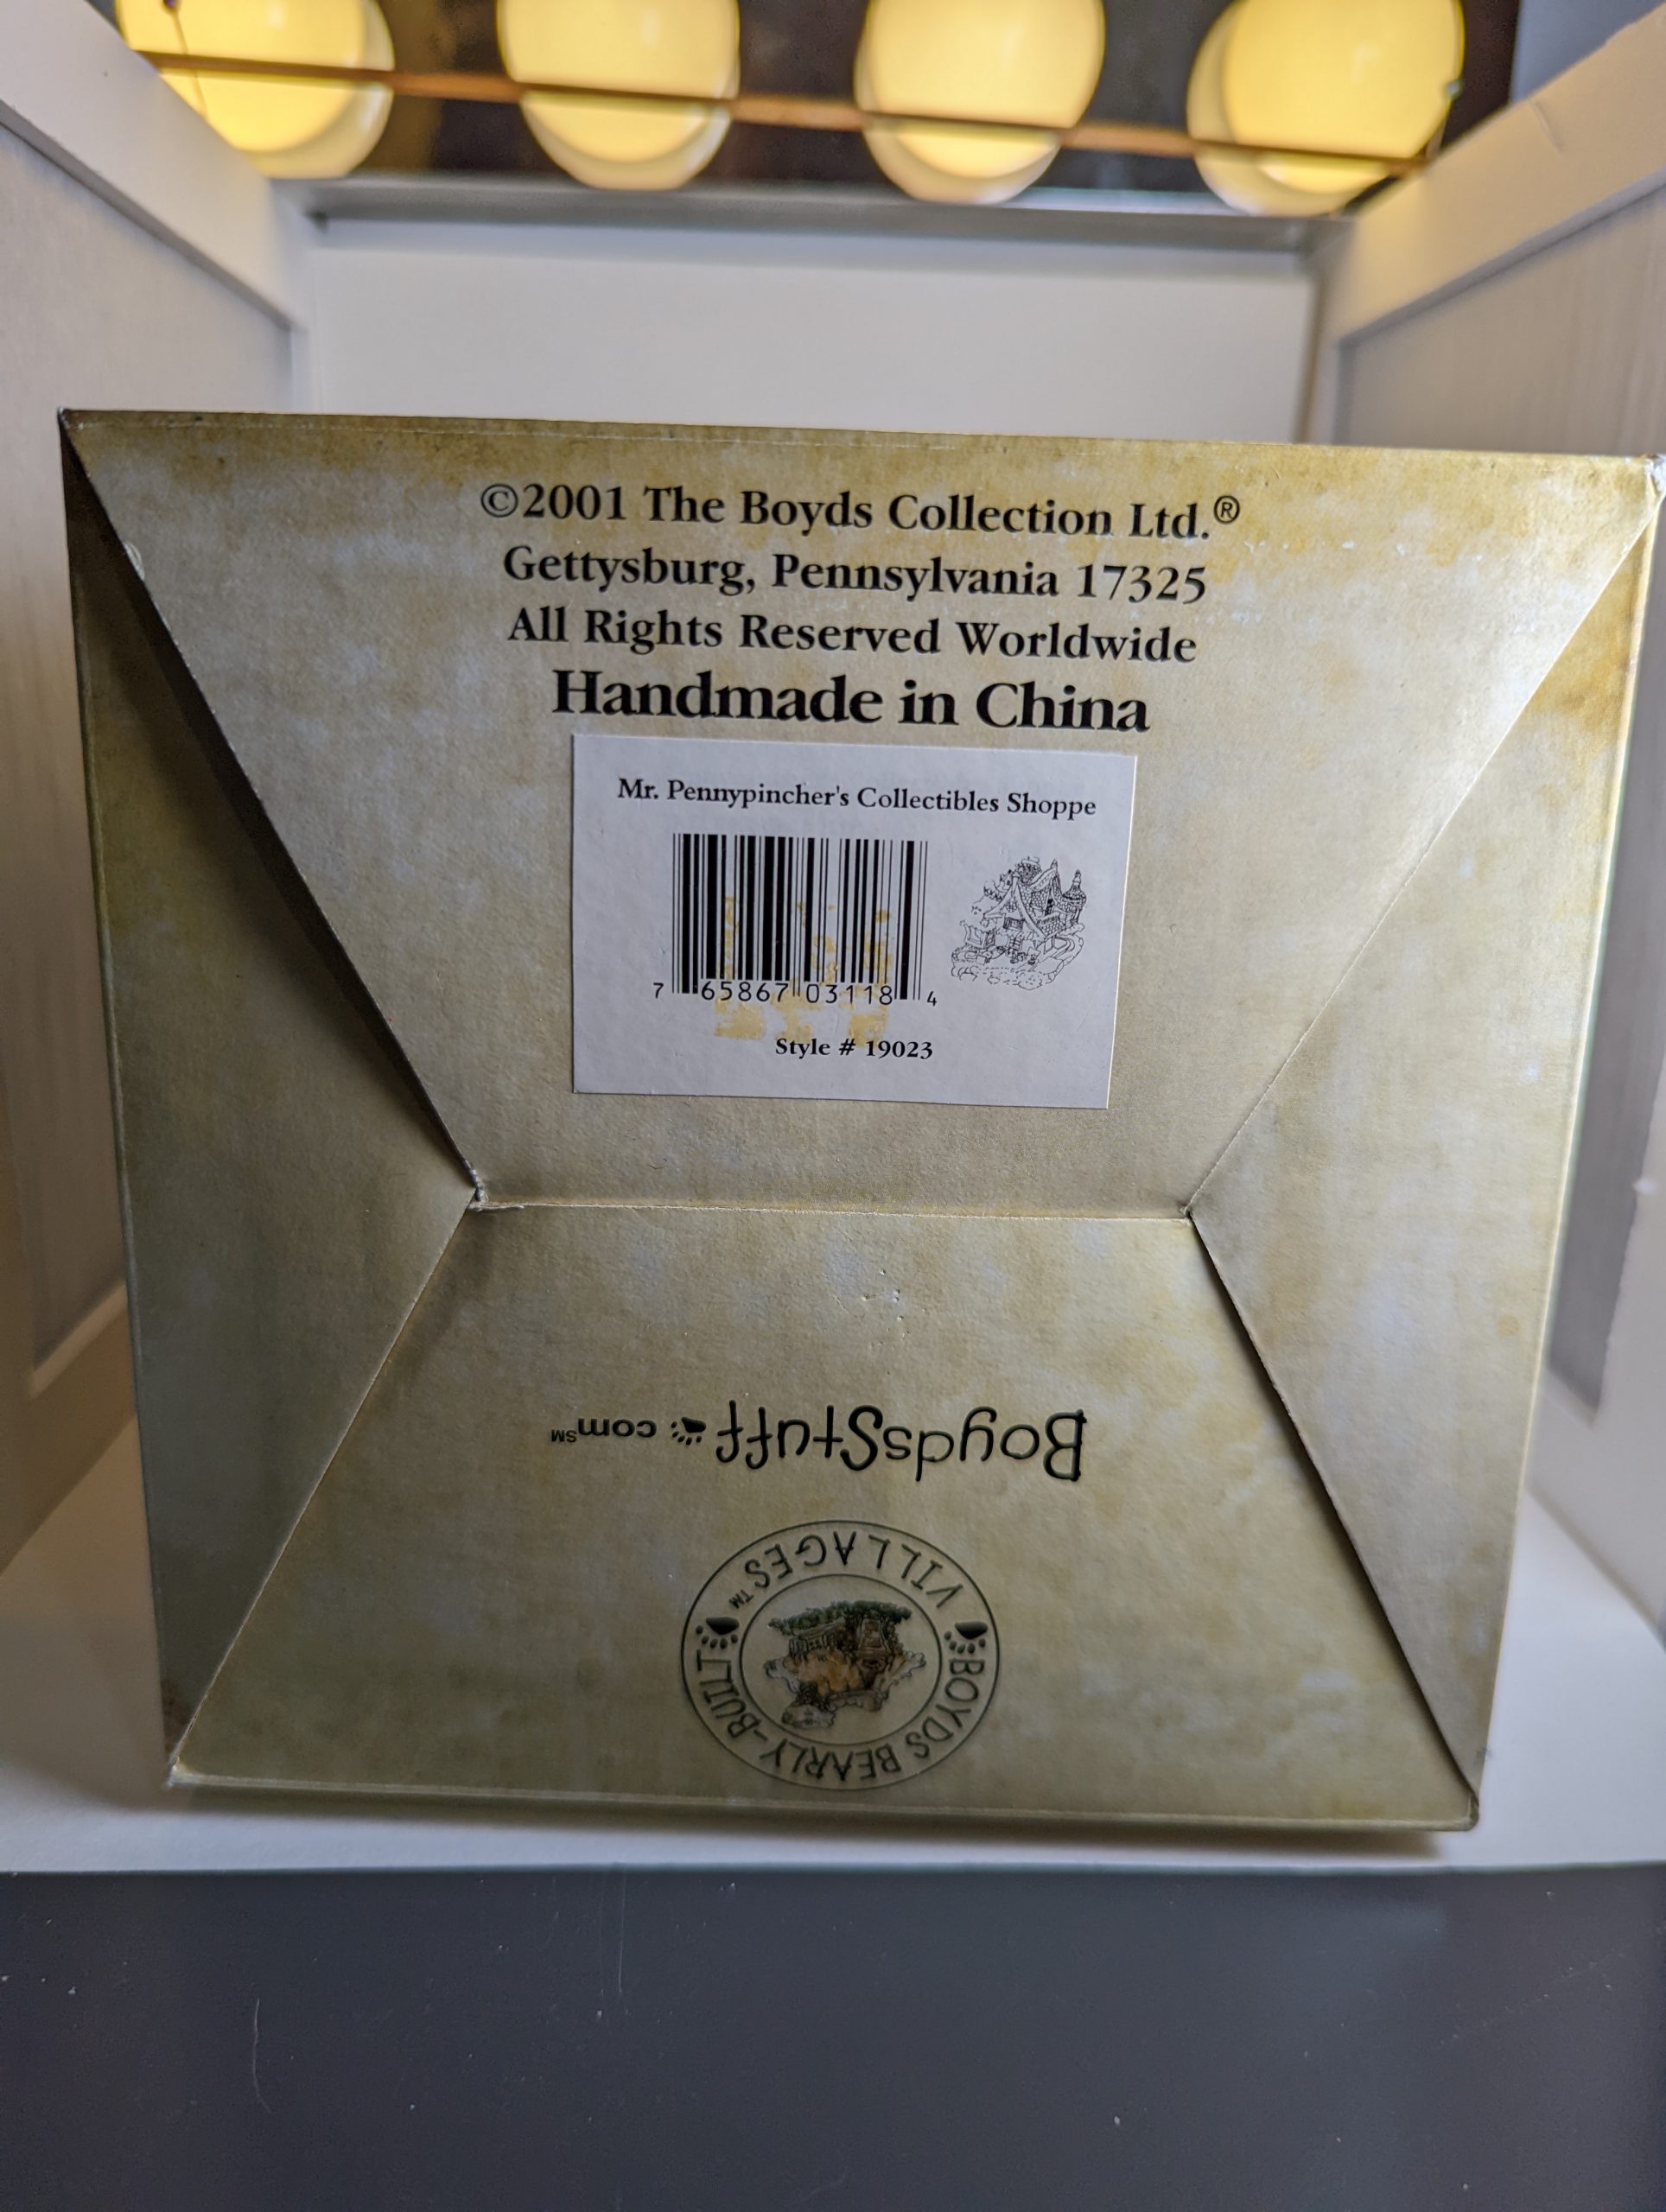 ©2001 The Boyds Collection Ltd.®
Gettysburg, Pennsylvania 17325
All Rights Reserved Worldwide
Handmade in China
Mr. Pennypincher's Collectibles Shoppe
7 65867 03118 4
Style # 19023
BoydsStuff.com℠
BOYDS BEARLY-BUILT
VILLAGES™